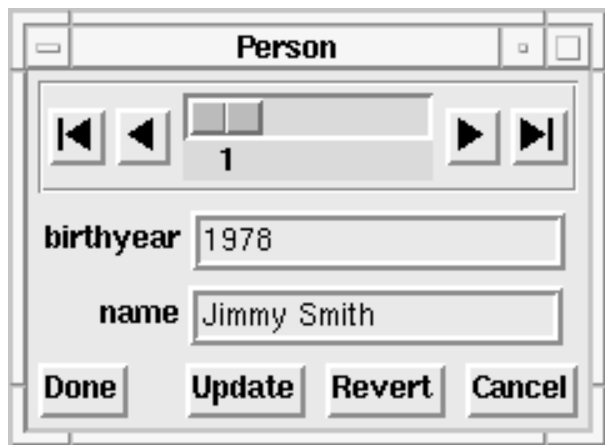 Person
1
birthyear 1978
name Jimmy Smith
Done Update Revert Cancel